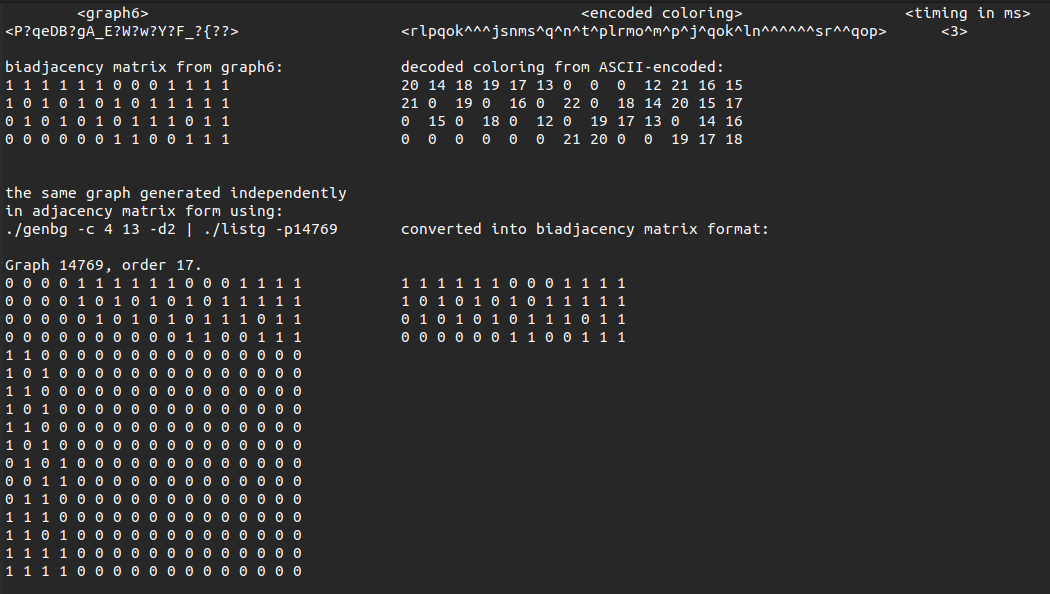 <graph6> <encoded coloring> <timing in ms>
<P?qeDB?gA_E?W?w?Y?F_?{??> <rlpqok^^^jsnms^q^n^t^plrmo^m^p^j^qok^ln^^^^^^sr^^qop> <3>
biadjacency matrix from graph6: decoded coloring from ASCII-encoded:
1 1 1 1 1 1 0 0 0 1 1 1 1 20 14 18 19 17 13 0 0 0 12 21 16 15
1 0 1 0 1 0 1 0 1 1 1 1 1 21 0 19 0 16 0 22 0 18 14 20 15 17
0 1 0 1 0 1 0 1 1 1 0 1 1 0 15 0 18 0 12 0 19 17 13 0 14 16
0 0 0 0 0 0 1 1 0 0 1 1 1 0 0 0 0 0 0 21 20 0 0 19 17 18
the same graph generated independently
in adjacency matrix form using:
./genbg -c 4 13 -d2 | ./listg -p14769 converted into biadjacency matrix format:
Graph 14769, order 17.
0 0 0 0 1 1 1 1 1 1 0 0 0 1 1 1 1 1 1 1 1 1 1 0 0 0 1 1 1 1
0 0 0 0 1 0 1 0 1 0 1 0 1 1 1 1 1 1 0 1 0 1 0 1 0 1 1 1 1 1
0 0 0 0 0 1 0 1 0 1 0 1 1 1 0 1 1 0 1 0 1 0 1 0 1 1 1 0 1 1
0 0 0 0 0 0 0 0 0 0 1 1 0 0 1 1 1 0 0 0 0 0 0 1 1 0 0 1 1 1
1 1 0 0 0 0 0 0 0 0 0 0 0 0 0 0 0
1 0 1 0 0 0 0 0 0 0 0 0 0 0 0 0 0
1 1 0 0 0 0 0 0 0 0 0 0 0 0 0 0 0
1 0 1 0 0 0 0 0 0 0 0 0 0 0 0 0 0
1 1 0 0 0 0 0 0 0 0 0 0 0 0 0 0 0
1 0 1 0 0 0 0 0 0 0 0 0 0 0 0 0 0
0 1 0 1 0 0 0 0 0 0 0 0 0 0 0 0 0
0 0 1 1 0 0 0 0 0 0 0 0 0 0 0 0 0
0 1 1 0 0 0 0 0 0 0 0 0 0 0 0 0 0
1 1 1 0 0 0 0 0 0 0 0 0 0 0 0 0 0
1 1 0 1 0 0 0 0 0 0 0 0 0 0 0 0 0
1 1 1 1 0 0 0 0 0 0 0 0 0 0 0 0 0
1 1 1 1 0 0 0 0 0 0 0 0 0 0 0 0 0